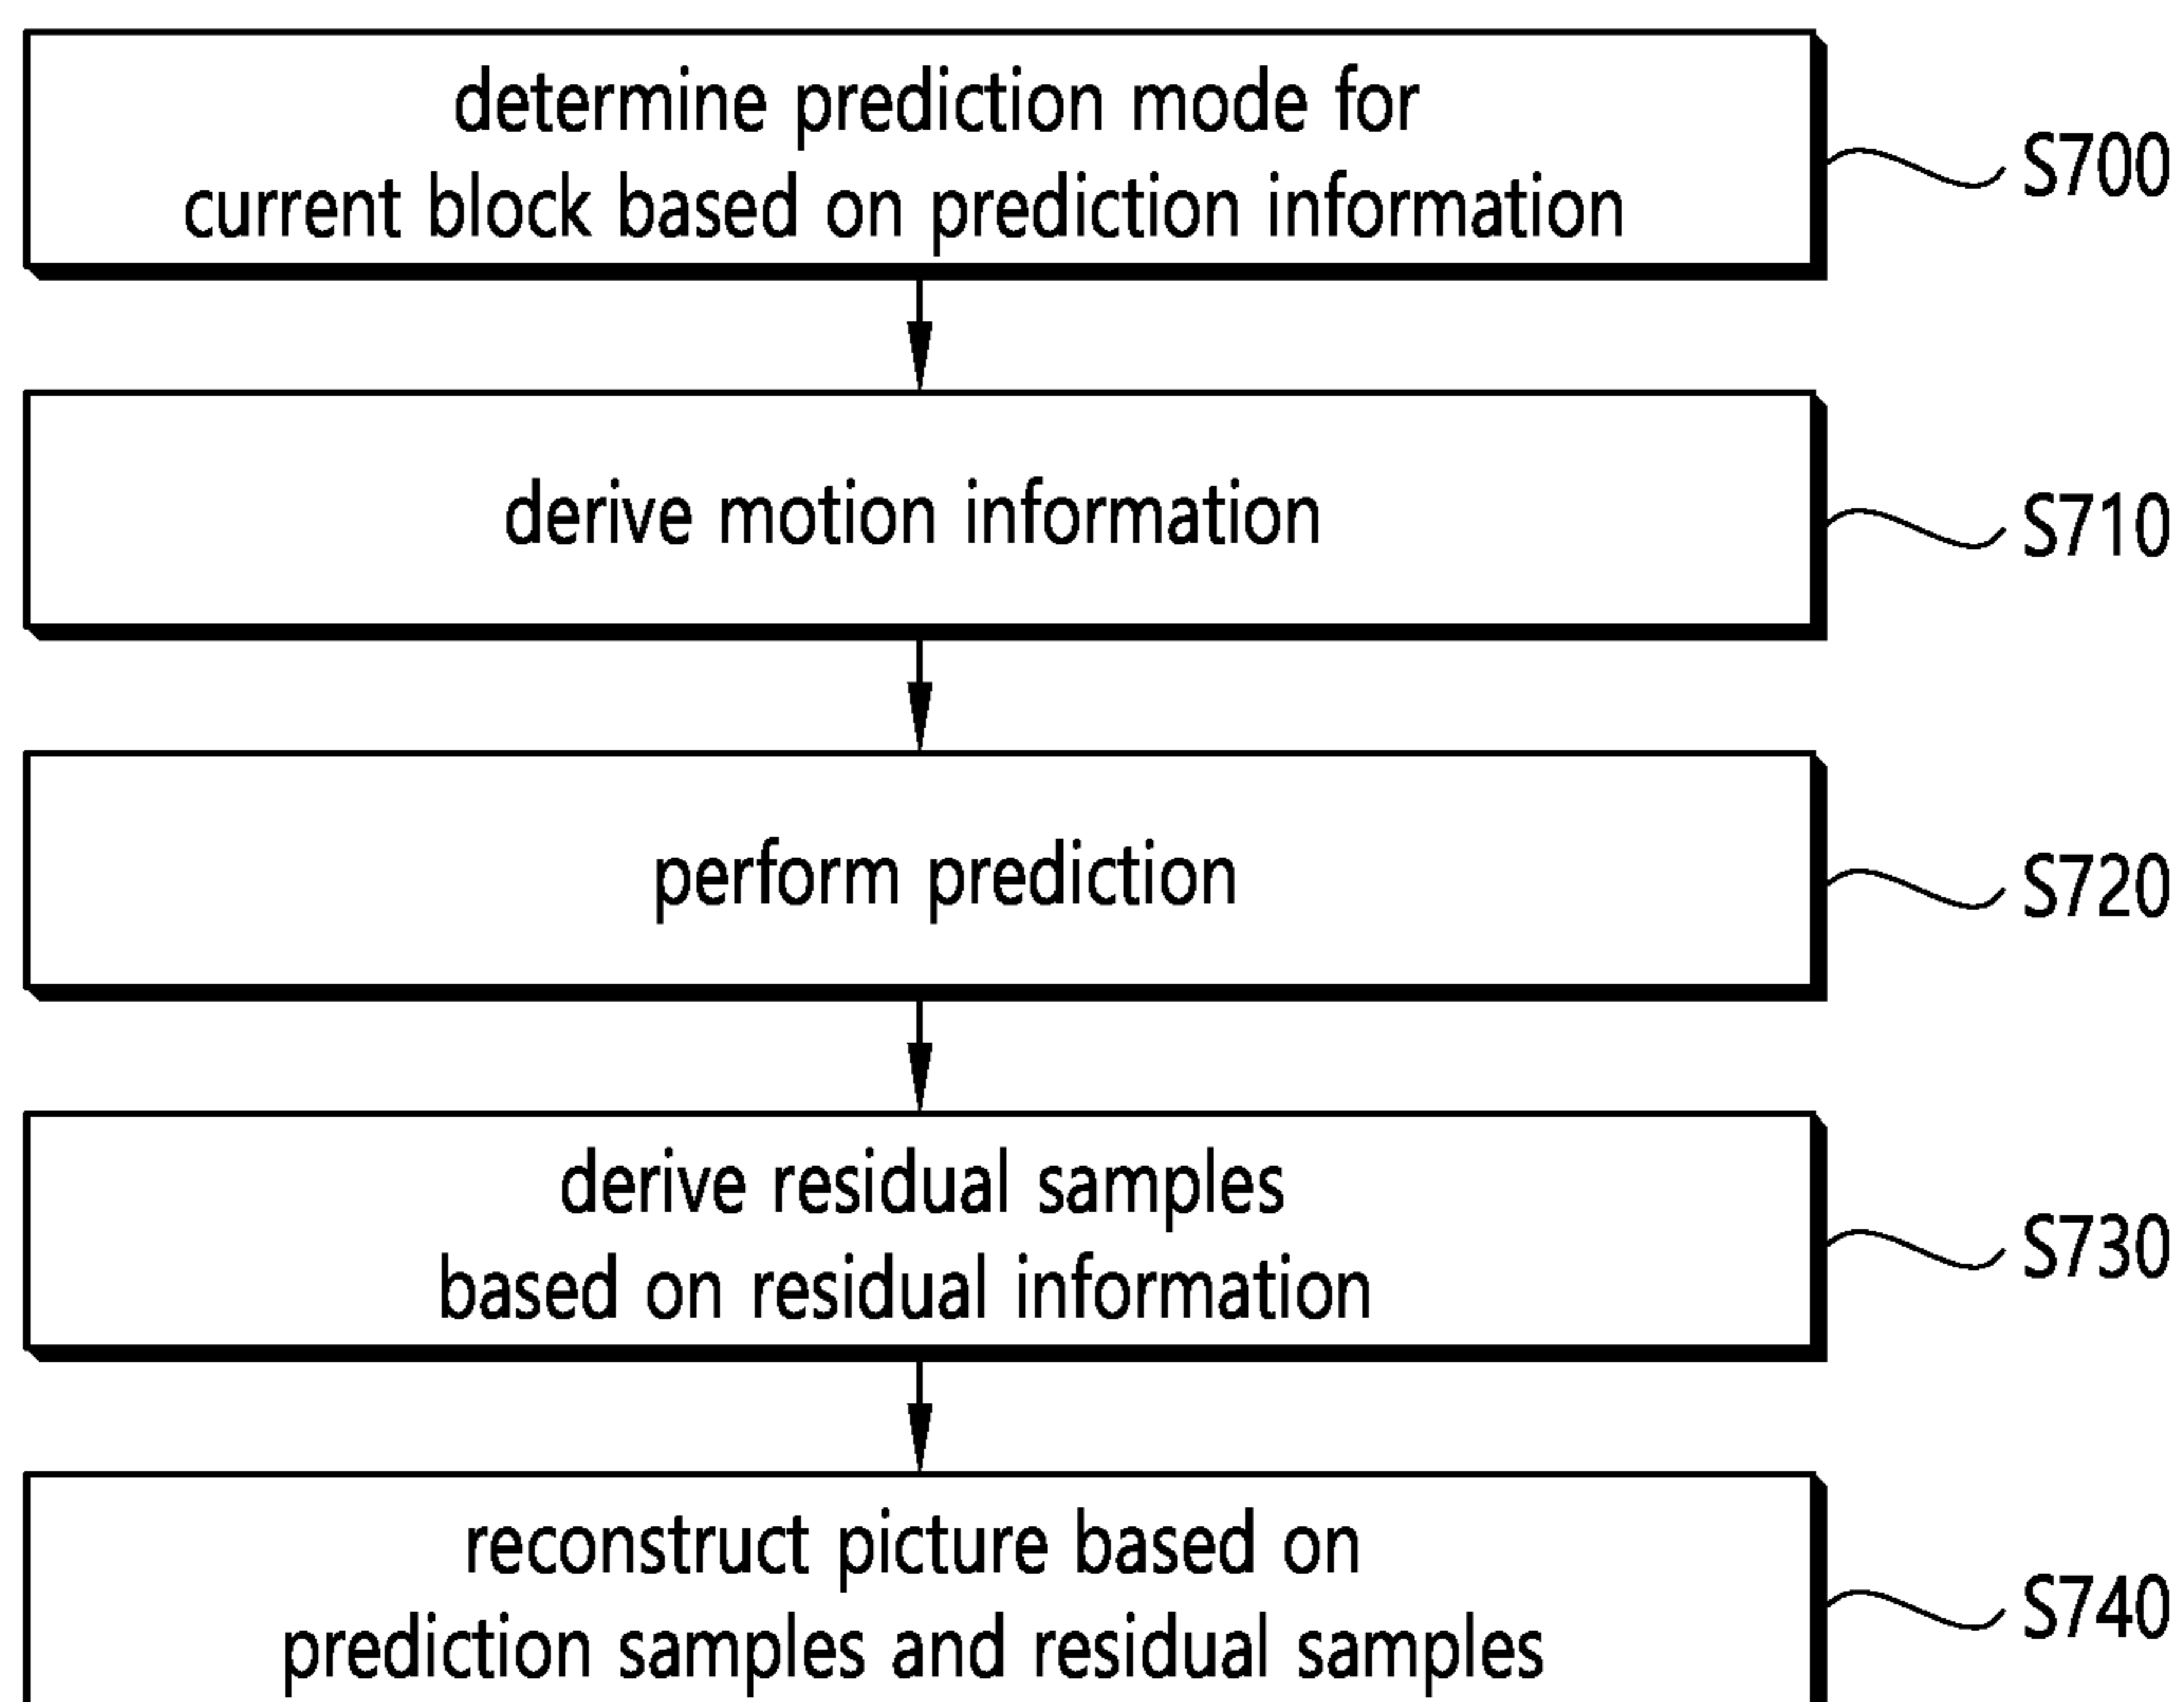 determine prediction mode for
current block based on prediction information
S700
derive motion information
S710
perform prediction
S720
derive residual samples
based on residual information
S730
reconstruct picture based on
prediction samples and residual samples
S740